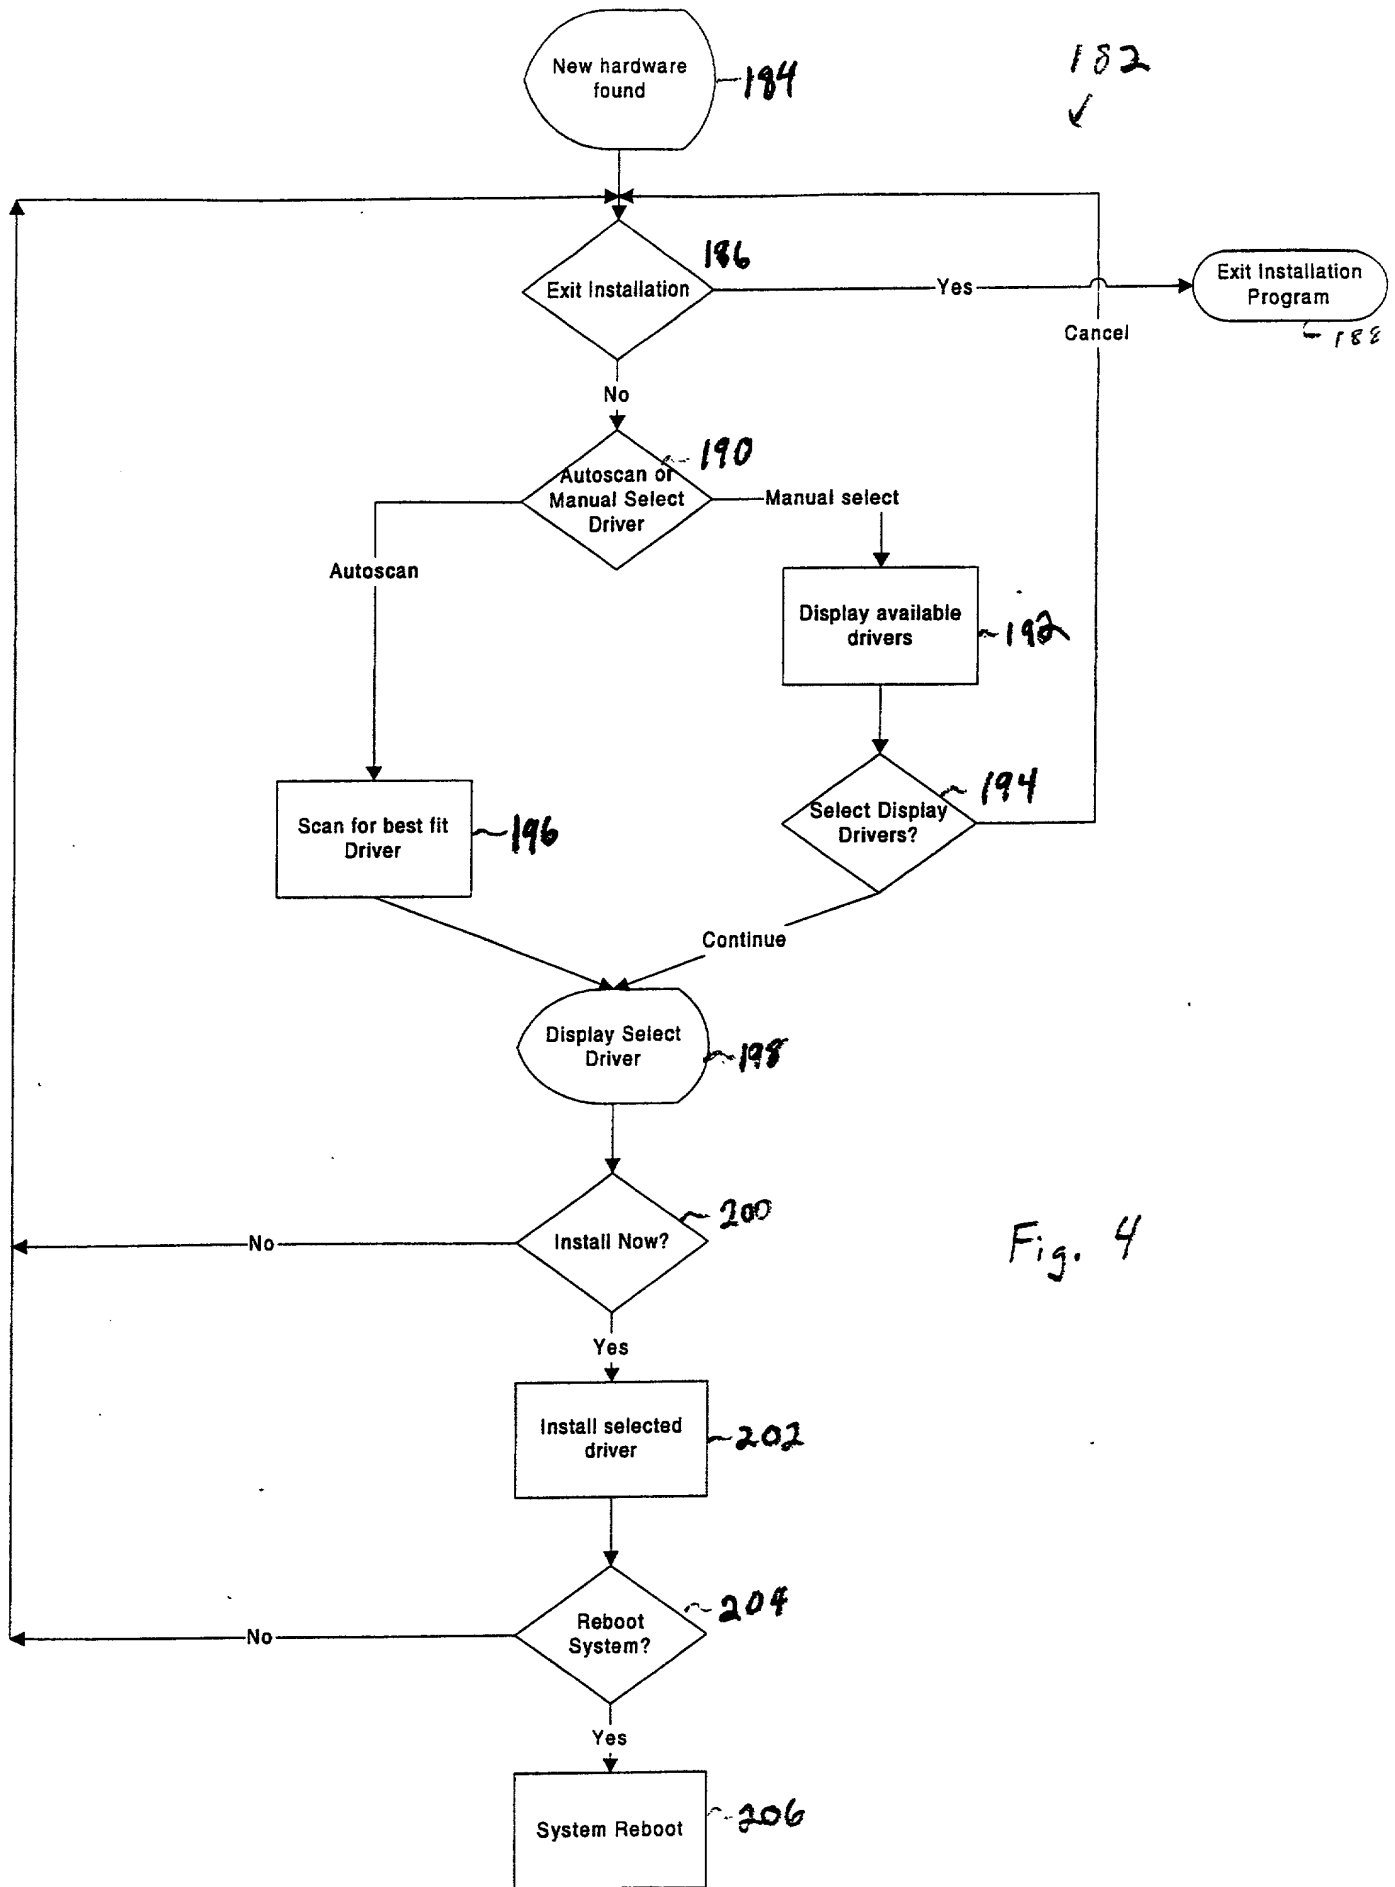 New hardware
found
184
182
186
Exit Installation
Yes
Exit Installation
Program
188
Cancel
No
190
Autoscan or
Manual Select
Driver
Manual select
Autoscan
Display available
drivers
192
194
Select Display
Drivers?
Scan for best fit
Driver
196
Continue
Display Select
Driver
198
200
Install Now?
No
Fig. 4
Yes
Install selected
driver
202
204
Reboot
System?
No
Yes
System Reboot
206